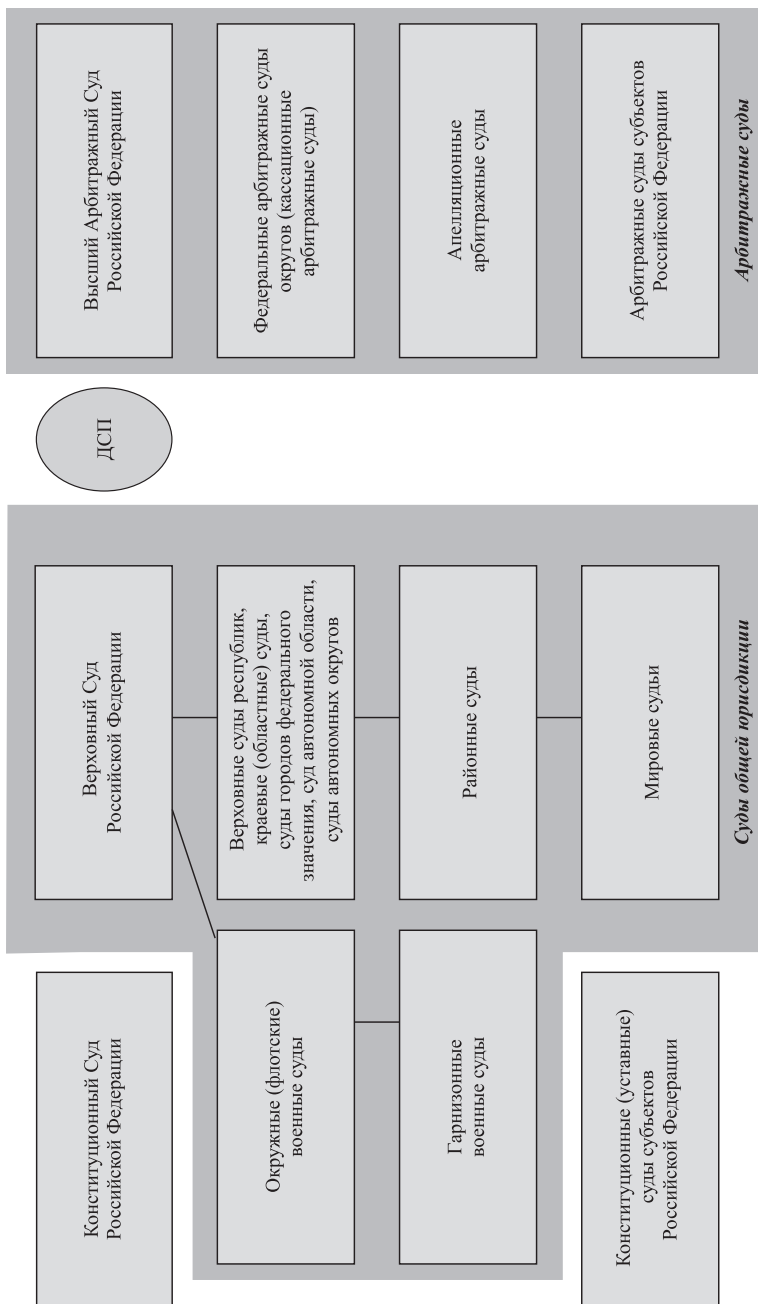 Конституционный Суд
Российской Федерации
Верховный Суд
Российской Федерации
ДСП
Высший Арбитражный Суд
Российской Федерации
Окружные (флотские)
военные суды
Верховные суды республик,
краевые (областные) суды,
суды городов федерального
значения, суд автономной области,
суды автономных округов
Федеральные арбитражные суды
округов (кассационные
арбитражные суды)
Гарнизонные
военные суды
Районные суды
Апелляционные
арбитражные суды
Конституционные (уставные)
суды субъектов
Российской Федерации
Мировые судьи
Арбитражные суды субъектов
Российской Федерации
Суды общей юрисдикции
Арбитражные суды